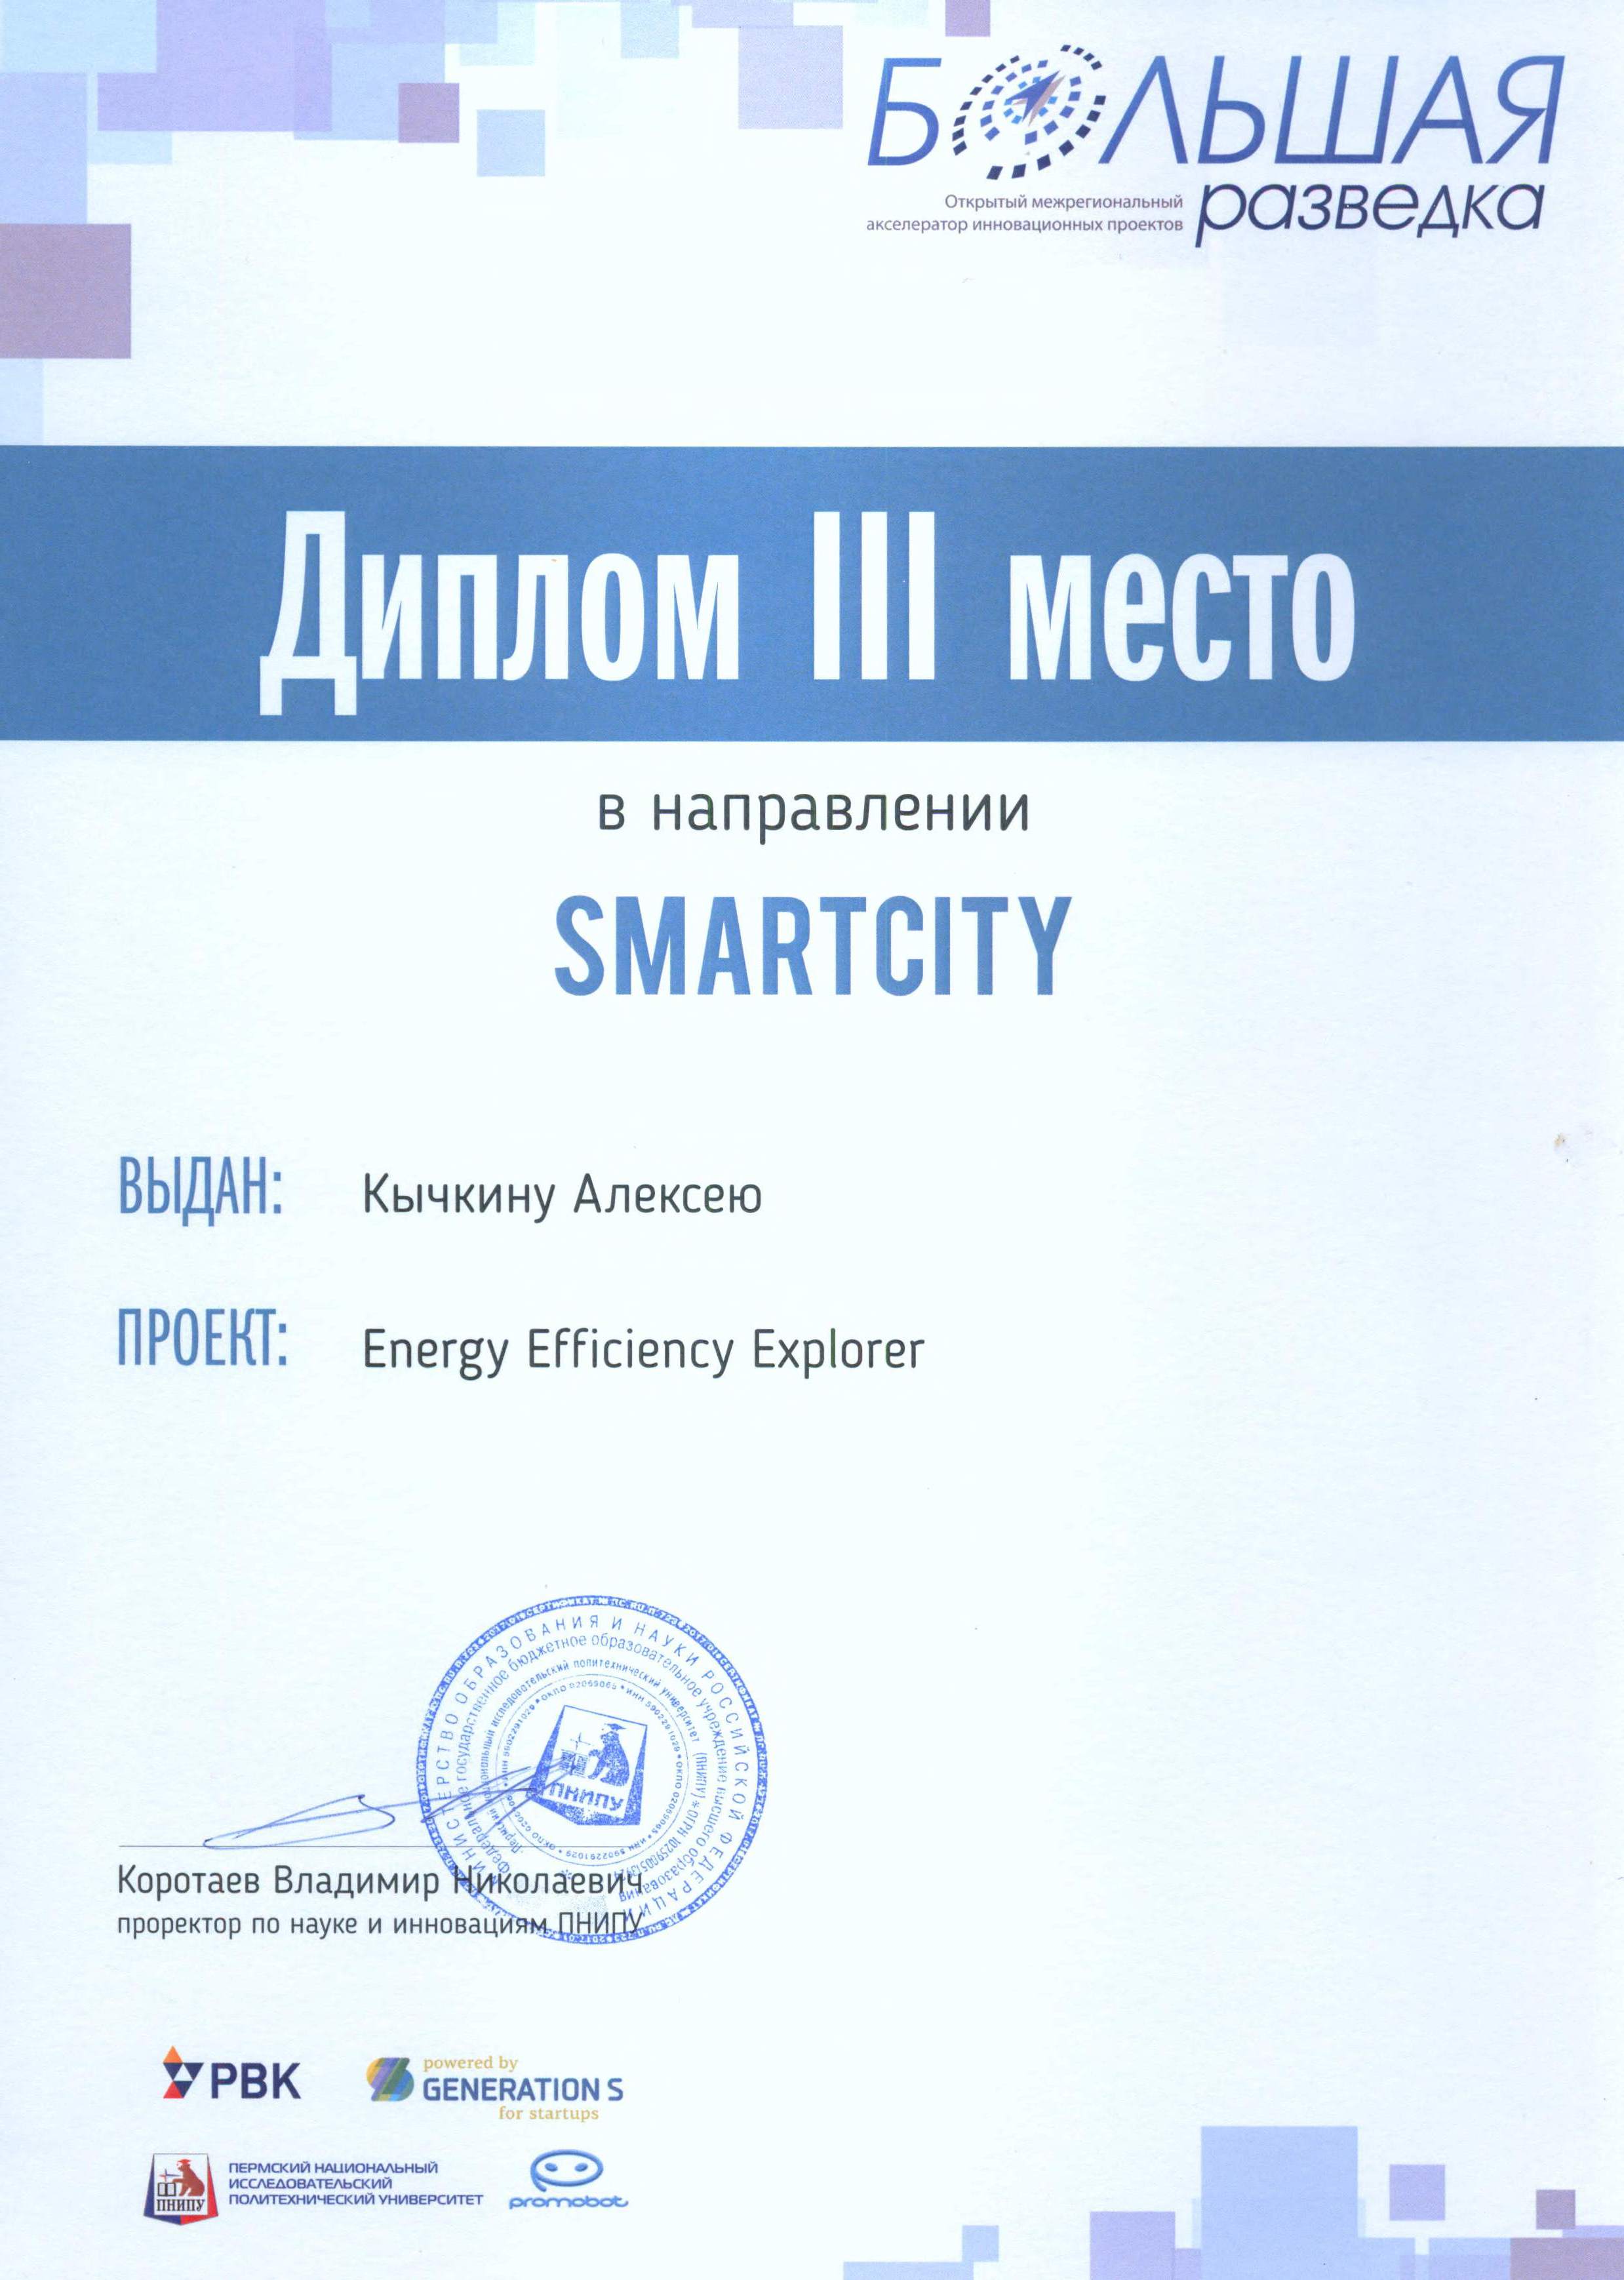 БОЛЬШАЯ
разведка
Открытый межрегиональный
акселератор инновационных проектов
Диплом III место
в направлении
SMARTCITY
ВЫДАН: Кычкину Алексею
ПРОЕКТ: Energy Efficiency Explorer
МИНИСТЕРСТВО ОБРАЗОВАНИЯ И НАУКИ РОССИЙСКОЙ ФЕДЕРАЦИИ
Федеральное государственное бюджетное образовательное учреждение высшего образования
Пермский национальный исследовательский политехнический университет (ПНИПУ)
ПНИПУ
Коротаев Владимир Николаевич
проректор по науке и инновациям ПНИПУ
РВК
powered by
GENERATION S
for startups
ПНИПУ
ПЕРМСКИЙ НАЦИОНАЛЬНЫЙ
ИССЛЕДОВАТЕЛЬСКИЙ
ПОЛИТЕХНИЧЕСКИЙ УНИВЕРСИТЕТ
promobot